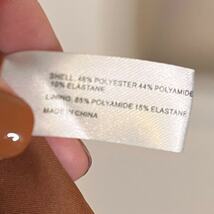 SHELL: 46% POLYESTER 44% POLYAMIDE
10% ELASTANE
LINING: 85% POLYAMIDE 15% ELASTANE
MADE IN CHINA